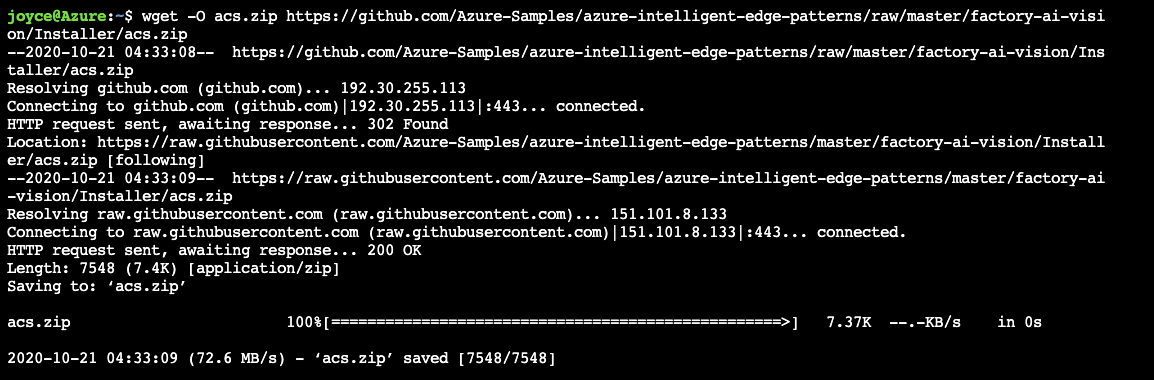 joyce@Azure:~$ wget -O acs.zip https://github.com/Azure-Samples/azure-intelligent-edge-patterns/raw/master/factory-ai-visi
on/Installer/acs.zip
--2020-10-21 04:33:08--  https://github.com/Azure-Samples/azure-intelligent-edge-patterns/raw/master/factory-ai-vision/Ins
taller/acs.zip
Resolving github.com (github.com)... 192.30.255.113
Connecting to github.com (github.com)|192.30.255.113|:443... connected.
HTTP request sent, awaiting response... 302 Found
Location: https://raw.githubusercontent.com/Azure-Samples/azure-intelligent-edge-patterns/master/factory-ai-vision/Install
er/acs.zip [following]
--2020-10-21 04:33:09--  https://raw.githubusercontent.com/Azure-Samples/azure-intelligent-edge-patterns/master/factory-ai
-vision/Installer/acs.zip
Resolving raw.githubusercontent.com (raw.githubusercontent.com)... 151.101.8.133
Connecting to raw.githubusercontent.com (raw.githubusercontent.com)|151.101.8.133|:443... connected.
HTTP request sent, awaiting response... 200 OK
Length: 7548 (7.4K) [application/zip]
Saving to: ‘acs.zip’
acs.zip                        100%[==================================================>]   7.37K  --.-KB/s    in 0s
2020-10-21 04:33:09 (72.6 MB/s) - ‘acs.zip’ saved [7548/7548]